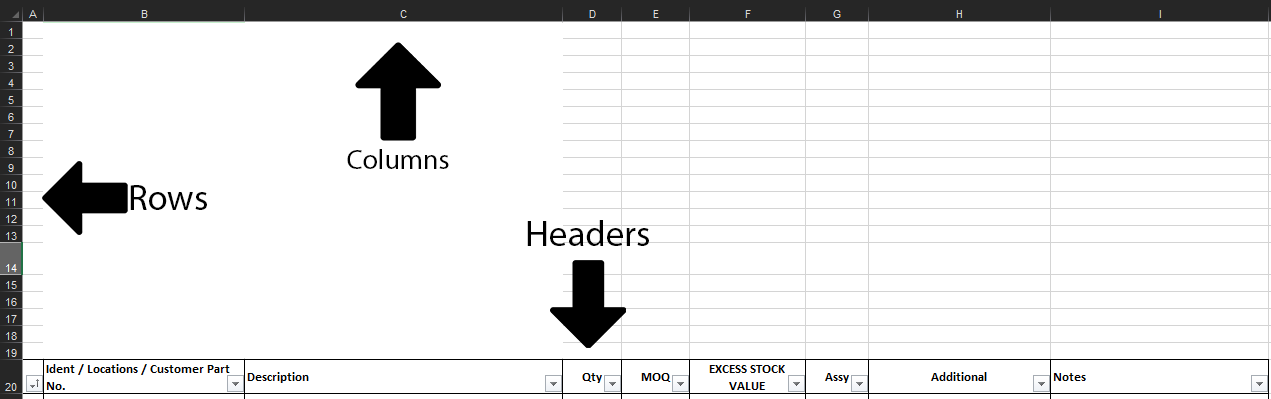 A B C D E F G H I
1
2
3
4
Columns
5
6
7
8
9
10
Rows
11
12
13
Headers
14
15
16
17
18
19
Ident / Locations / Customer Part
No.
Description
Qty
MOQ
EXCESS STOCK
VALUE
Assy
Additional
Notes
20